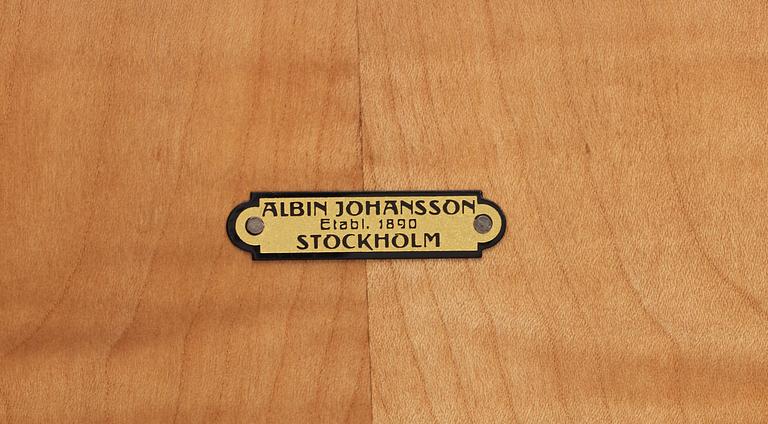 ALBIN JOHANSSON
Etabl. 1890
STOCKHOLM